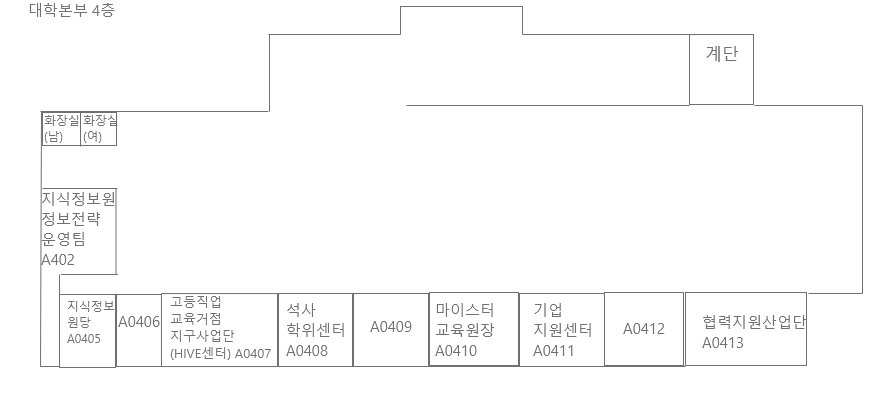 대학본부 4층
계단
화장실
(남)
화장실
(여)
지식정보원
정보전략
운영팀
A402
지식정보
원당
A0405
A0406
고등직업
교육거점
지구사업단
(HIVE센터) A0407
석사
학위센터
A0408
A0409
마이스터
교육원장
A0410
기업
지원센터
A0411
A0412
협력지원산업단
A0413